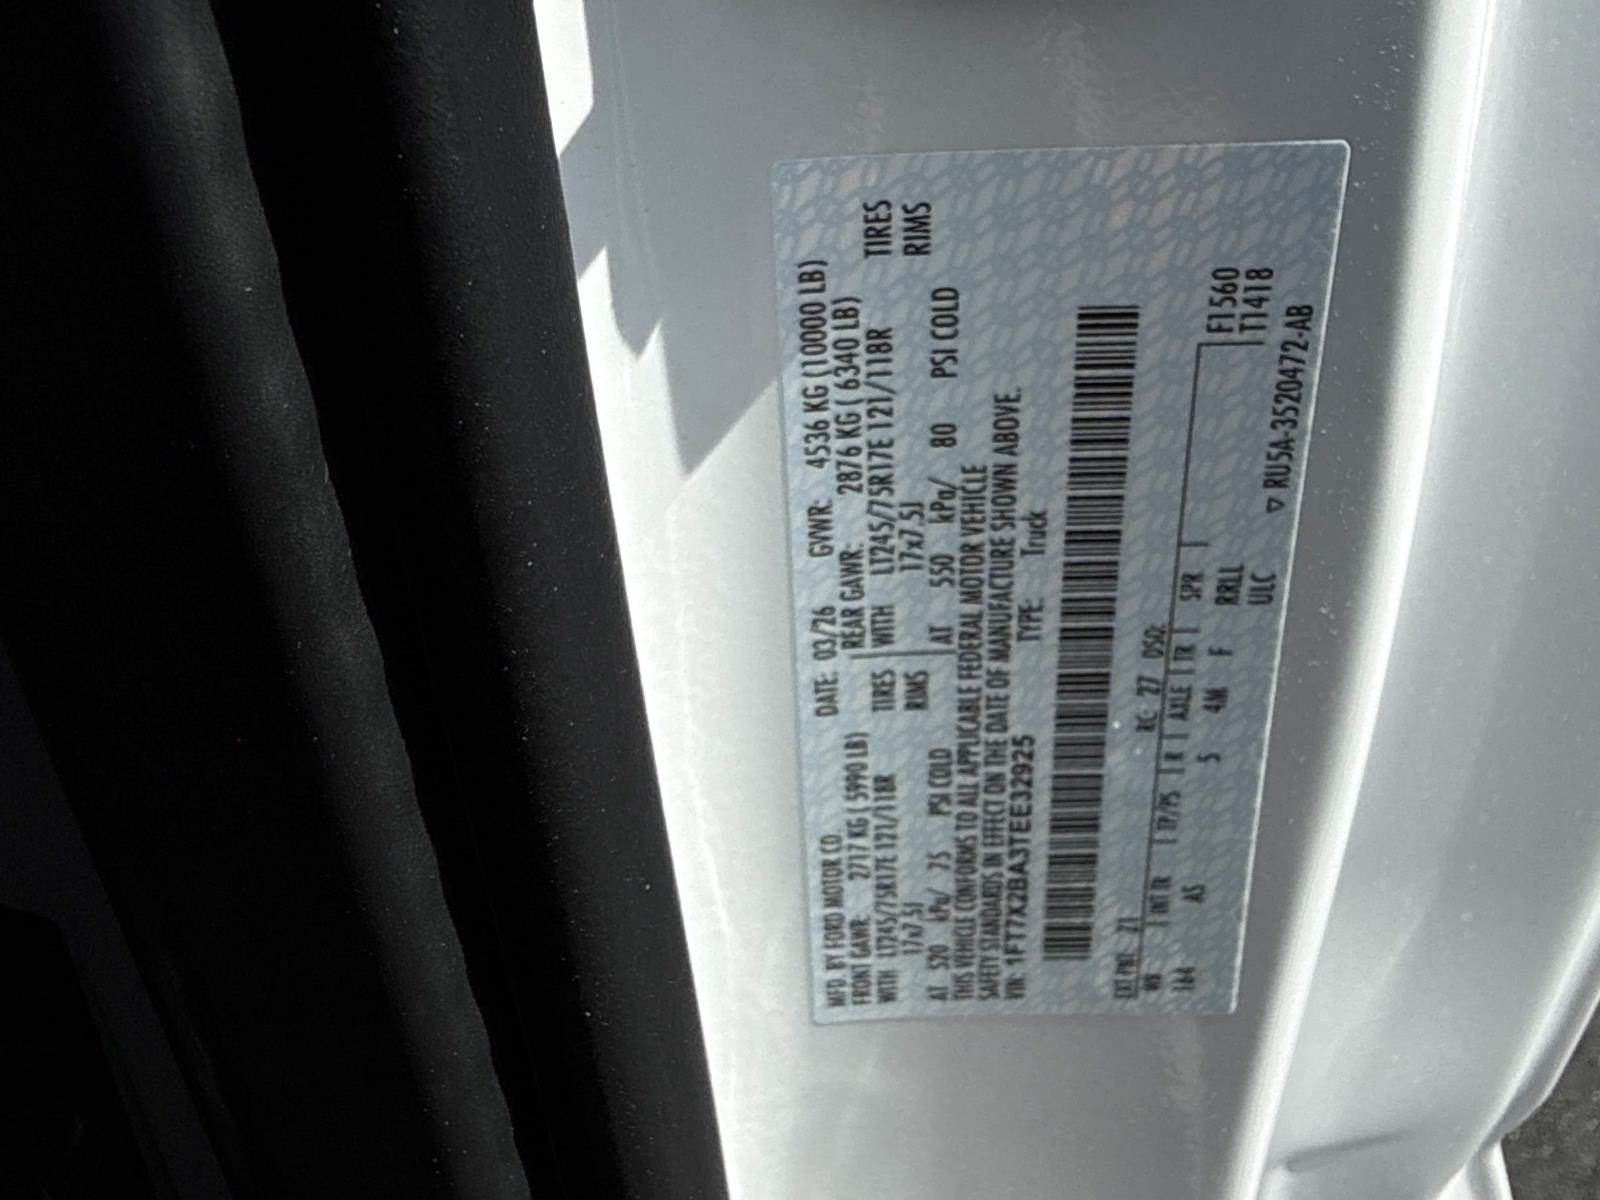 MFD. BY FORD MOTOR CO.
DATE: 03/26 GVWR: 4536 KG (10000 LB)
FRONT GAWR: 2717 KG ( 5990 LB) REAR GAWR: 2876 KG ( 6340 LB)
WITH LT245/75R17E 121/118R TIRES WITH LT245/75R17E 121/118R TIRES
17x7.5J RIMS 17x7.5J RIMS
AT 520 kPa/ 75 PSI COLD AT 550 kPa/ 80 PSI COLD
THIS VEHICLE CONFORMS TO ALL APPLICABLE FEDERAL MOTOR VEHICLE
SAFETY STANDARDS IN EFFECT ON THE DATE OF MANUFACTURE SHOWN ABOVE.
VIN: 1FT7X2BA3TEE32925 TYPE: Truck
EXT PNT: Z1 RC: 27 DSO:
WB INT TR TP/PS R AXLE TR SPR F1560
164 AS 5 4M F RRLL T1418
ULC
▽ RU5A-3520472-AB